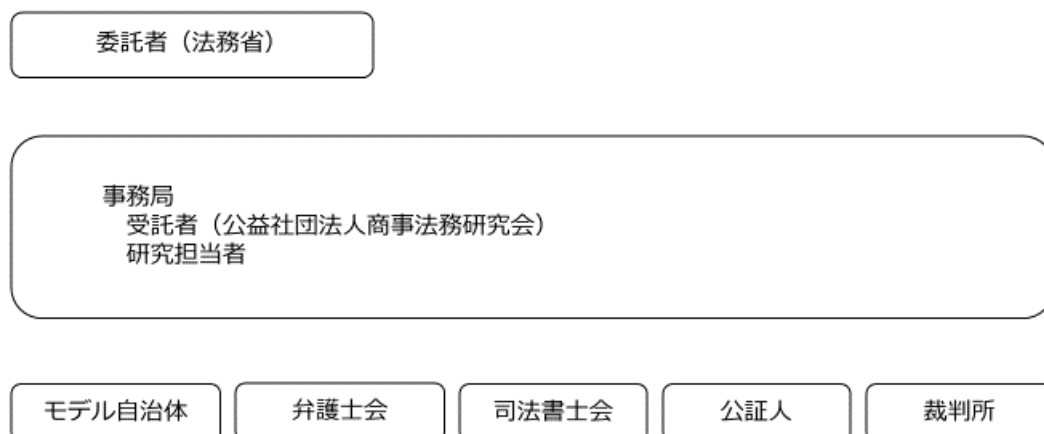 委託者（法務省）
事務局
受託者（公益社団法人商事法務研究会）
研究担当者
モデル自治体
弁護士会
司法書士会
公証人
裁判所